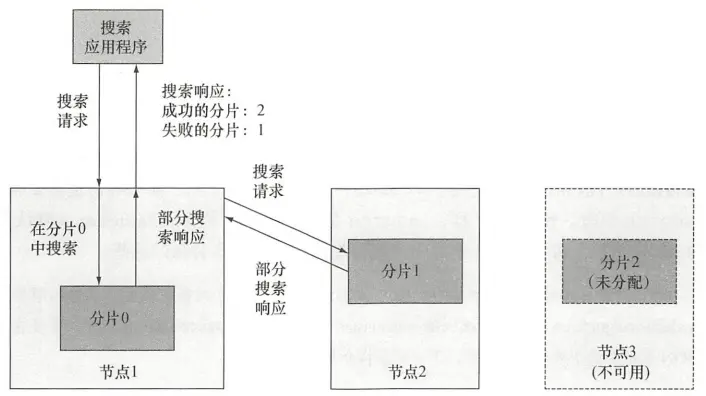 搜索
应用程序
搜索
请求
搜索响应:
成功的分片: 2
失败的分片: 1
搜索
请求
在分片0
中搜索
部分搜
索响应
部分
搜索
响应
分片0
分片1
分片2
(未分配)
节点1
节点2
节点3
(不可用)